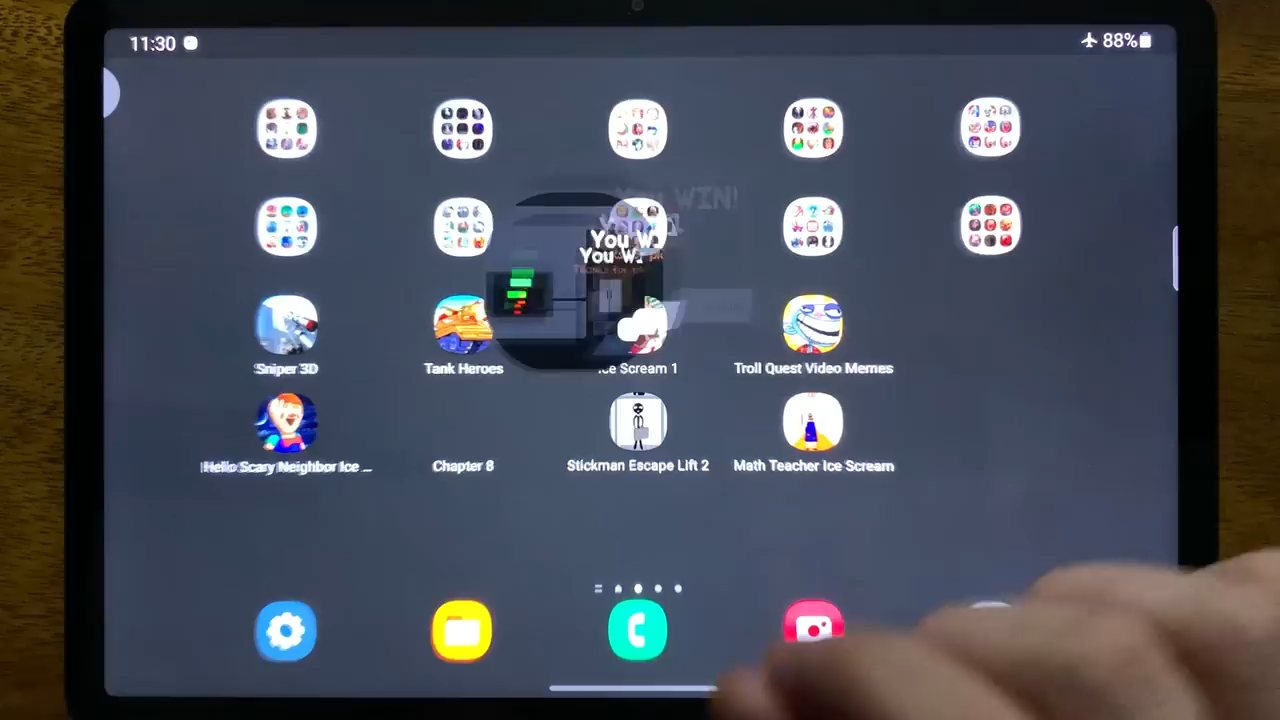 11:30 88%
You WIN!
You W
You W
Sniper 3D Tank Heroes Ice Scream 1 Troll Quest Video Memes
Hello Scary Neighbor Ice ... Chapter 8 Stickman Escape Lift 2 Math Teacher Ice Scream